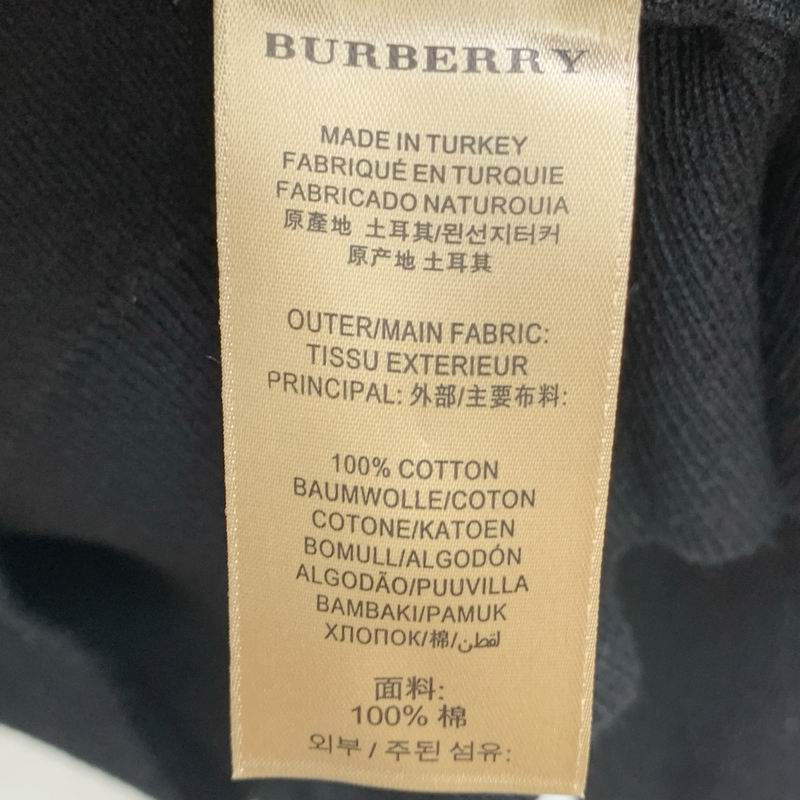 BURBERRY
MADE IN TURKEY
FABRIQUÉ EN TURQUIE
FABRICADO NATUROUIA
原產地 土耳其/원선지터커
原产地 土耳其
OUTER/MAIN FABRIC:
TISSU EXTERIEUR
PRINCIPAL: 外部/主要布料:
100% COTTON
BAUMWOLLE/COTON
COTONE/KATOEN
BOMULL/ALGODÓN
ALGODÃO/PUUVILLA
BAMBAKI/PAMUK
ХЛОПОК/棉/لقطن
面料:
100% 棉
외부 / 주된 섬유: